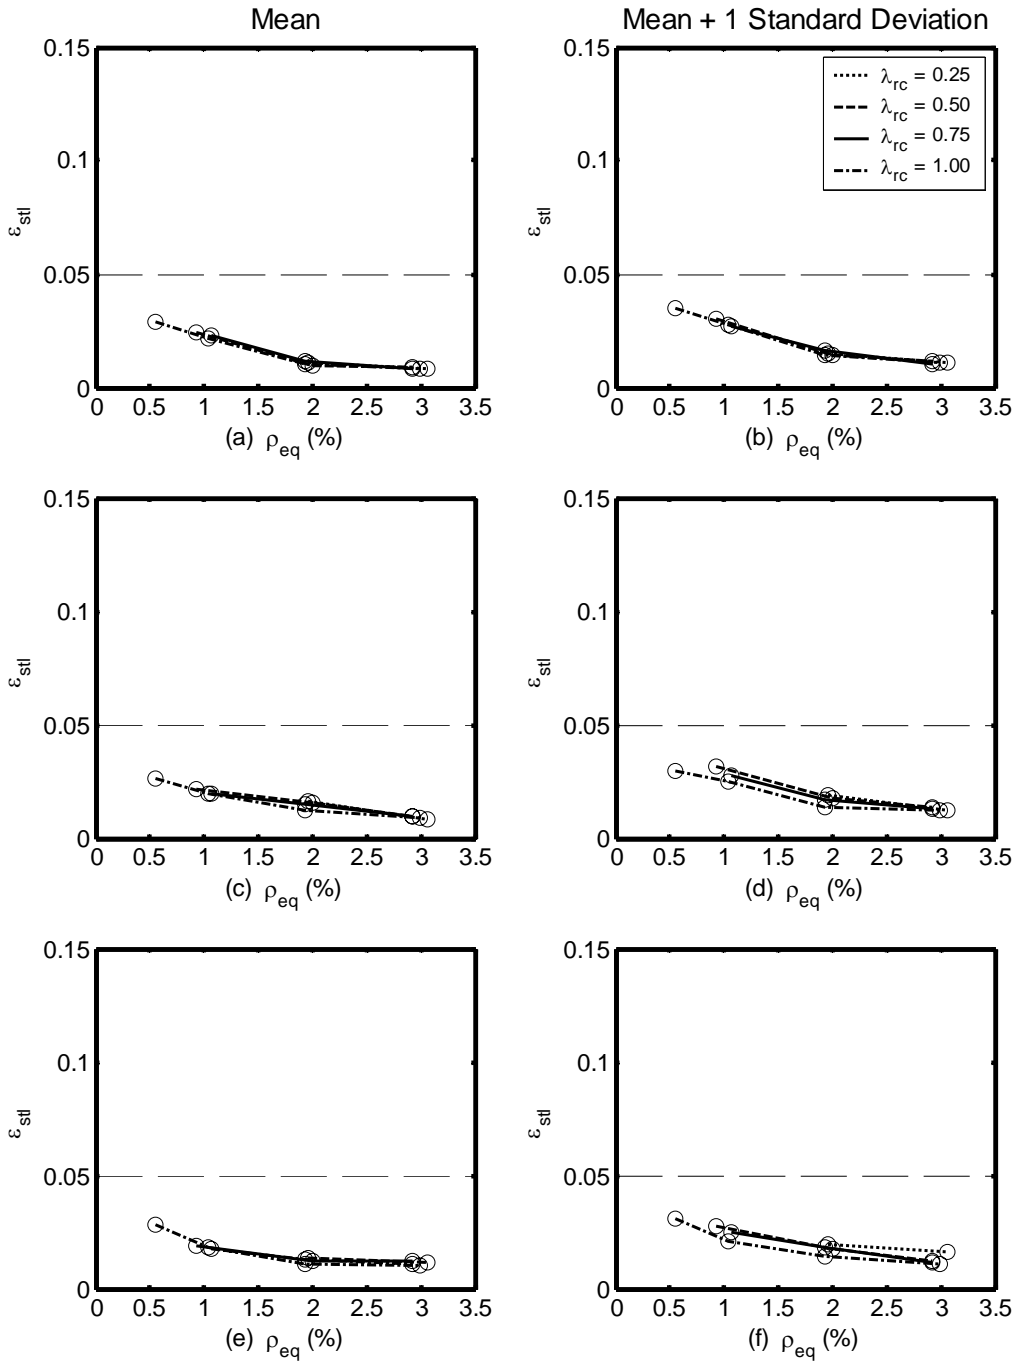 Mean
Mean + 1 Standard Deviation
0.15
0.1
0.05
0
ε_stl
0 0.5 1 1.5 2 2.5 3 3.5
(a) ρ_eq (%)
0.15
0.1
0.05
0
ε_stl
λ_rc = 0.25
λ_rc = 0.50
λ_rc = 0.75
λ_rc = 1.00
0 0.5 1 1.5 2 2.5 3 3.5
(b) ρ_eq (%)
0.15
0.1
0.05
0
ε_stl
0 0.5 1 1.5 2 2.5 3 3.5
(c) ρ_eq (%)
0.15
0.1
0.05
0
ε_stl
0 0.5 1 1.5 2 2.5 3 3.5
(d) ρ_eq (%)
0.15
0.1
0.05
0
ε_stl
0 0.5 1 1.5 2 2.5 3 3.5
(e) ρ_eq (%)
0.15
0.1
0.05
0
ε_stl
0 0.5 1 1.5 2 2.5 3 3.5
(f) ρ_eq (%)